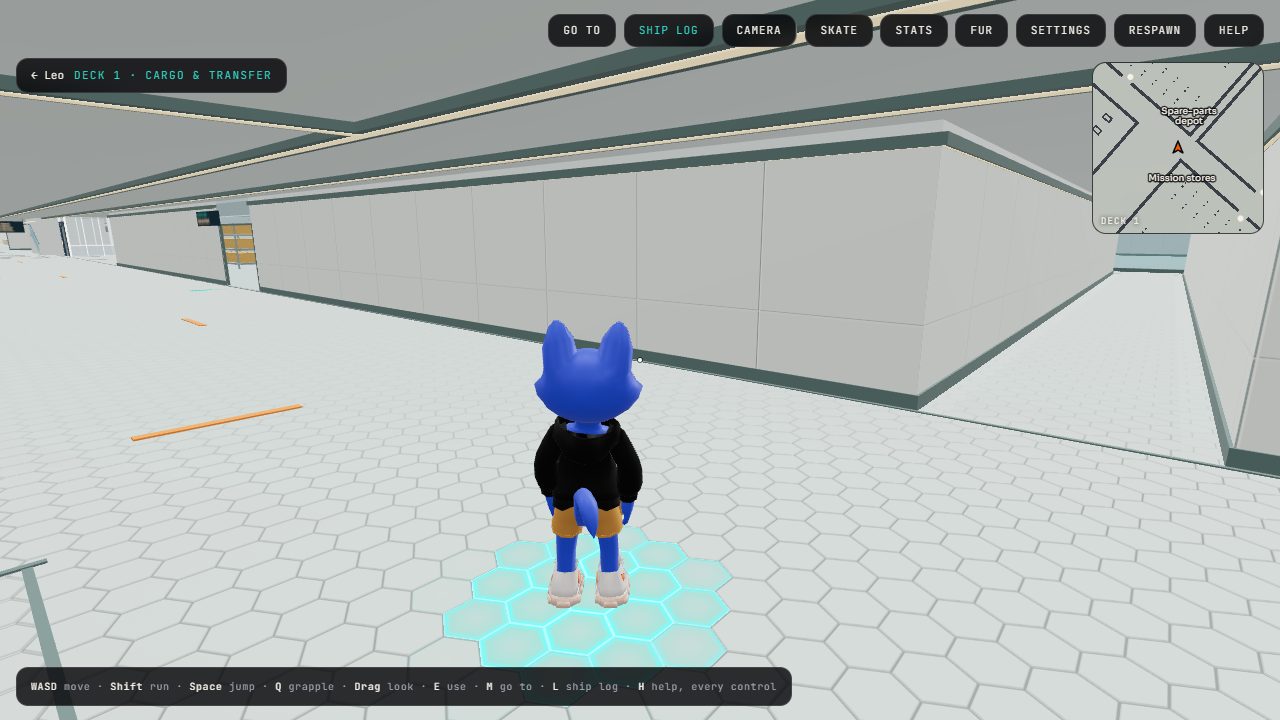 GO TO
SHIP LOG
CAMERA
SKATE
STATS
FUR
SETTINGS
RESPAWN
HELP
← Leo DECK 1 · CARGO & TRANSFER
Spare-parts
depot
Mission stores
DECK 1
WASD move · Shift run · Space jump · Q grapple · Drag look · E use · M go to · L ship log · H help, every control